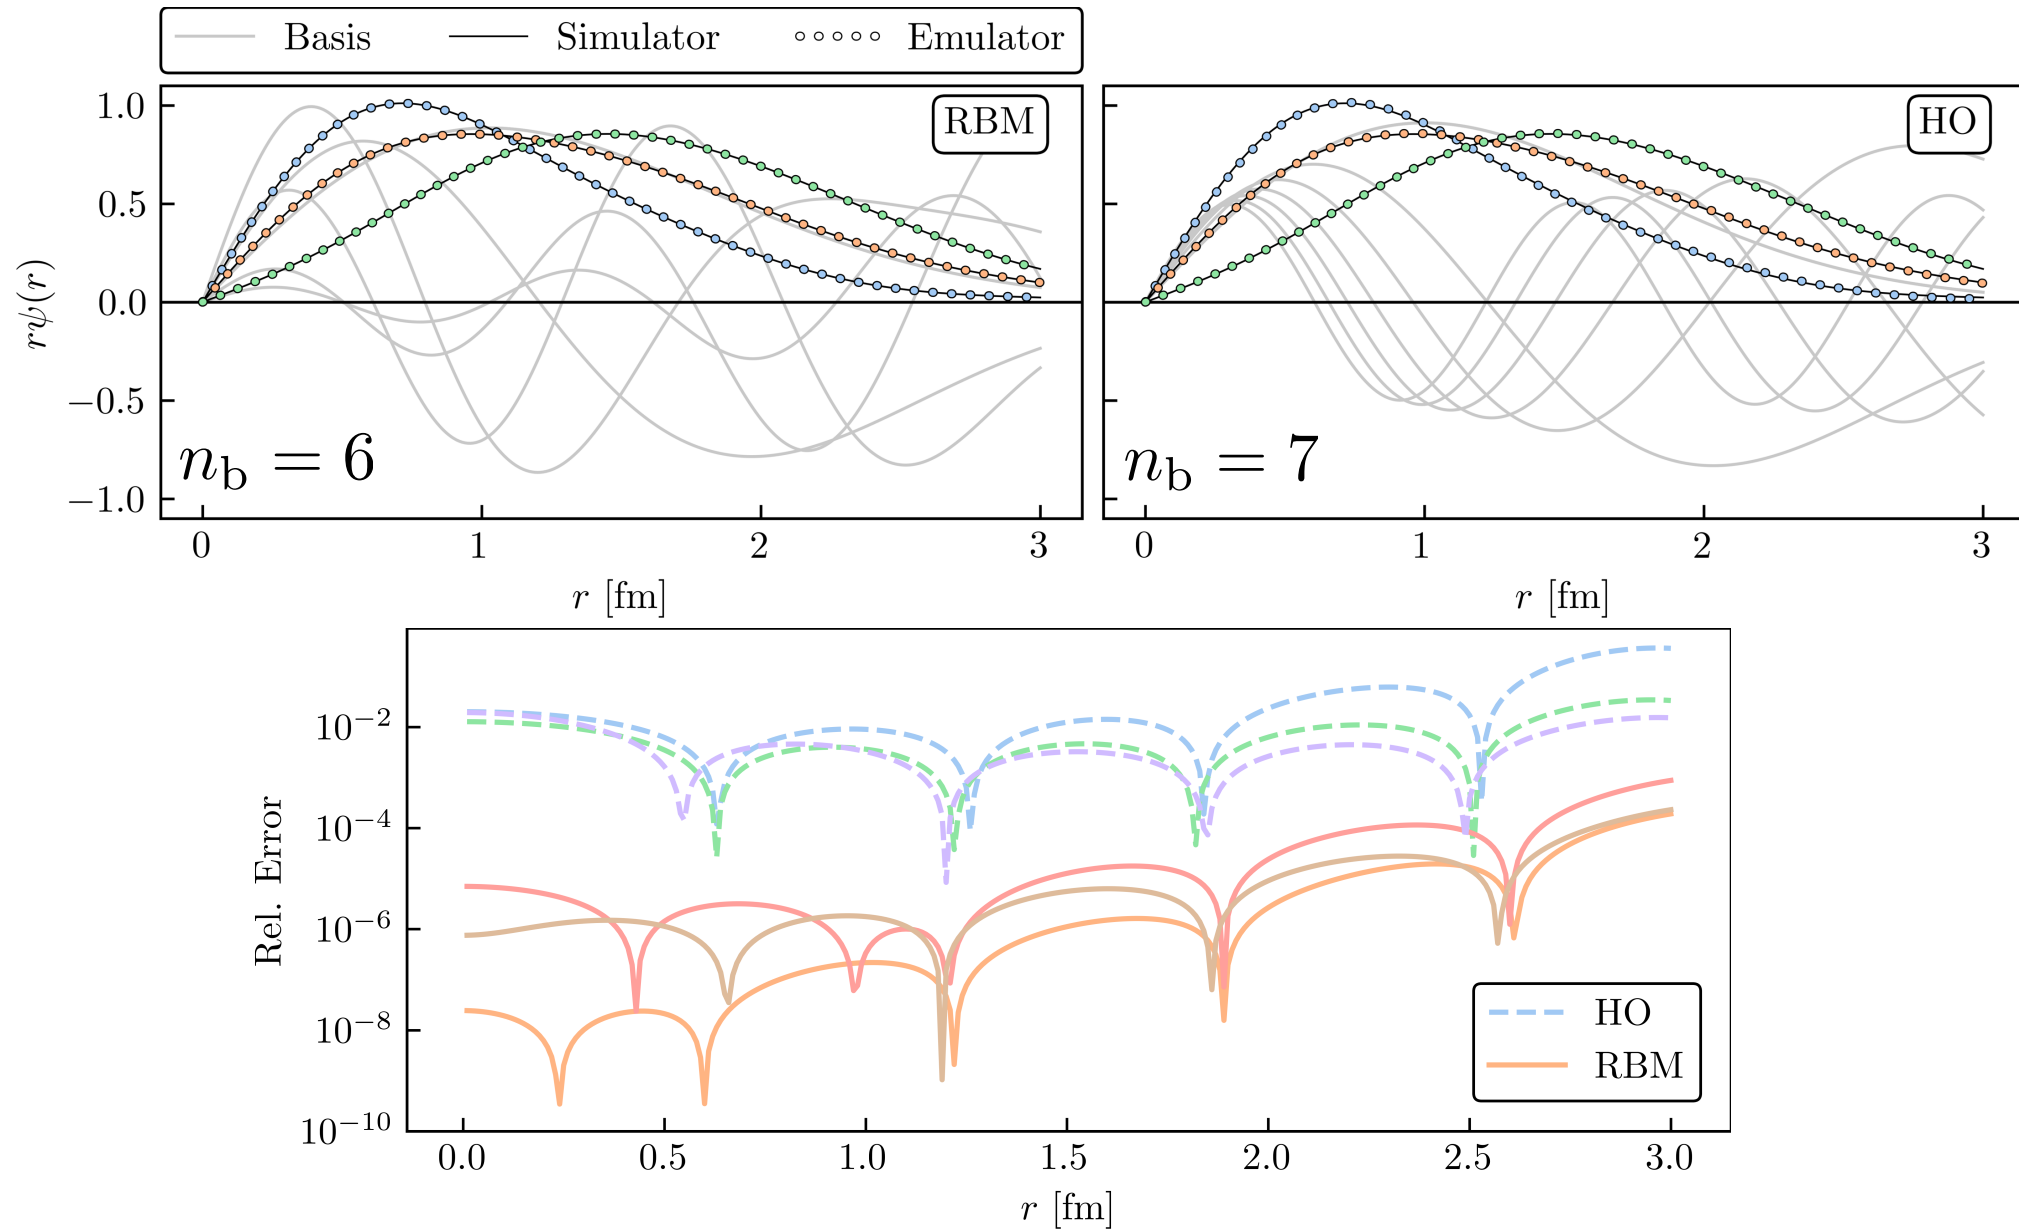 Basis Simulator Emulator
RBM
HO
1.0
0.5
0.0
−0.5
−1.0
rψ(r)
n_b = 6
n_b = 7
0 1 2 3
0 1 2 3
r [fm]
r [fm]
10^{−2}
10^{−4}
10^{−6}
10^{−8}
10^{−10}
Rel. Error
HO
RBM
0.0 0.5 1.0 1.5 2.0 2.5 3.0
r [fm]